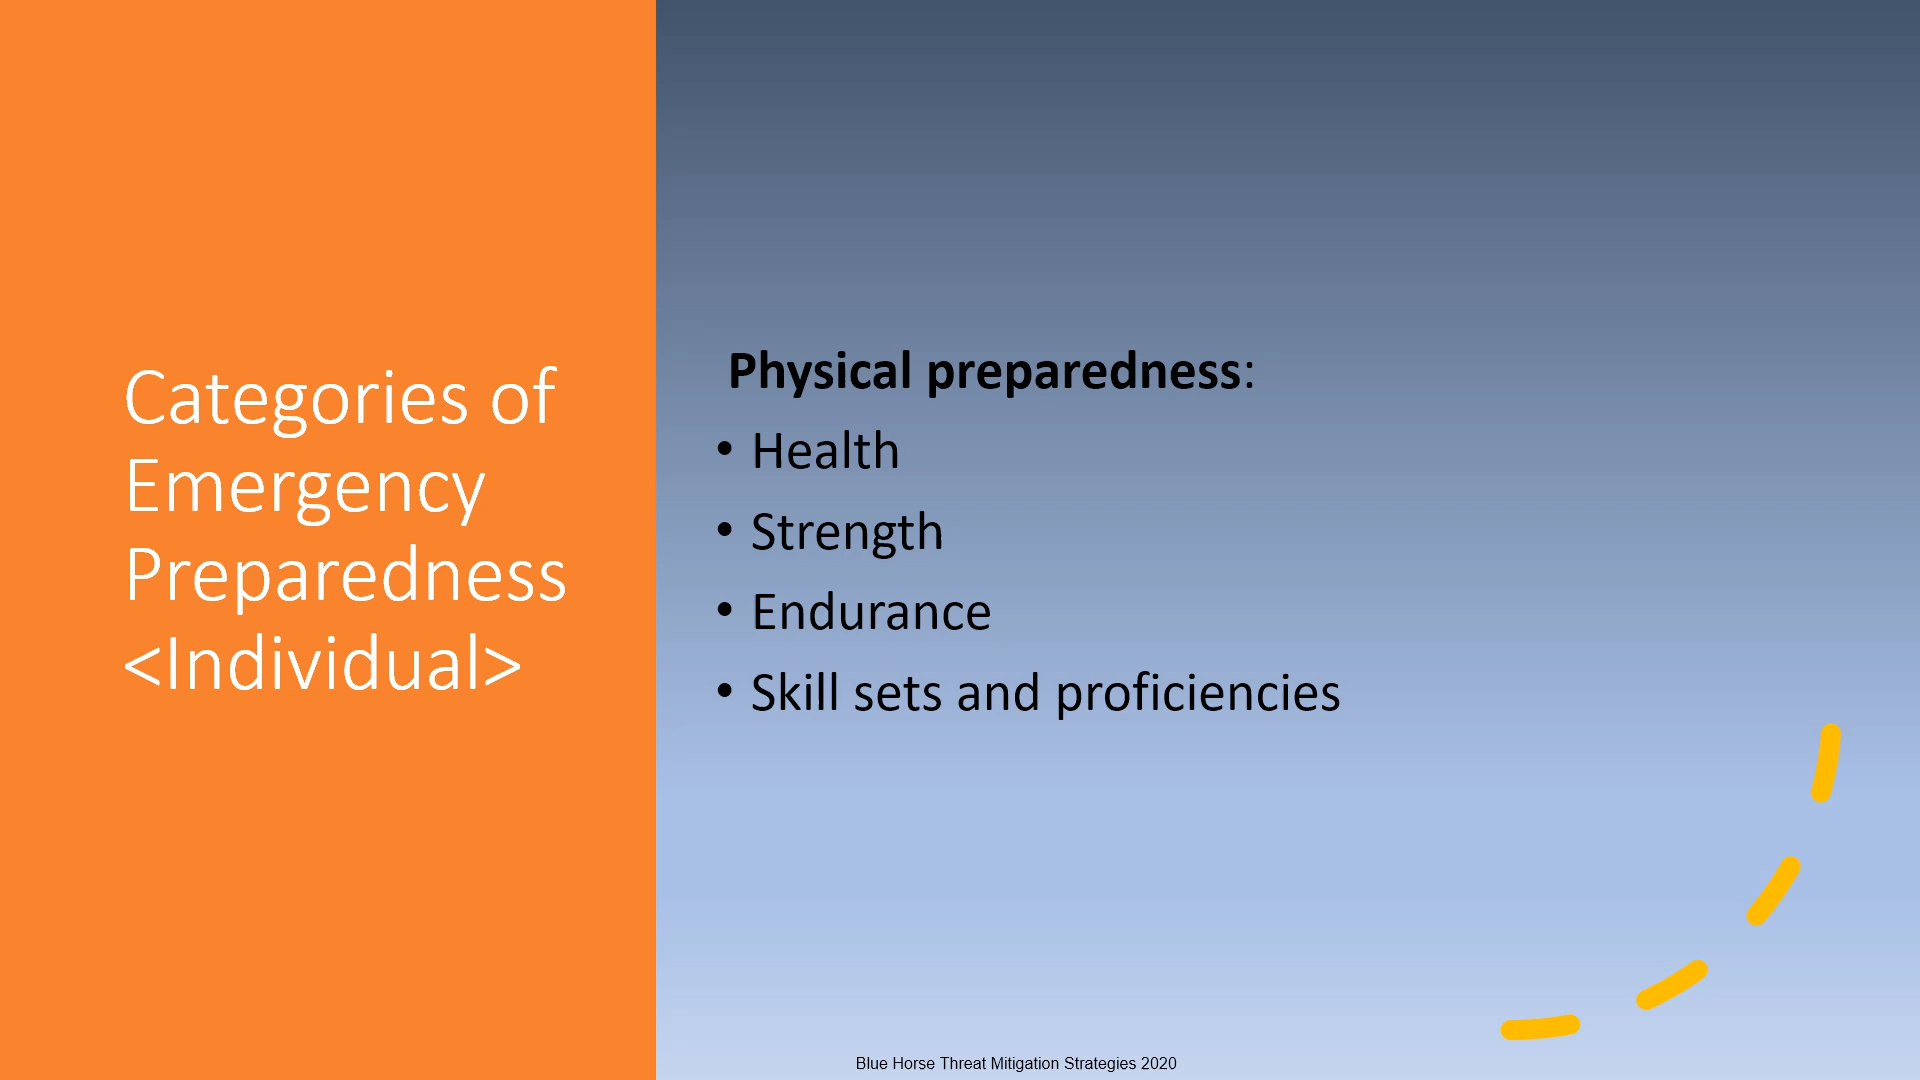 Categories of
Emergency
Preparedness
<Individual>
Physical preparedness:
• Health
• Strength
• Endurance
• Skill sets and proficiencies
Blue Horse Threat Mitigation Strategies 2020